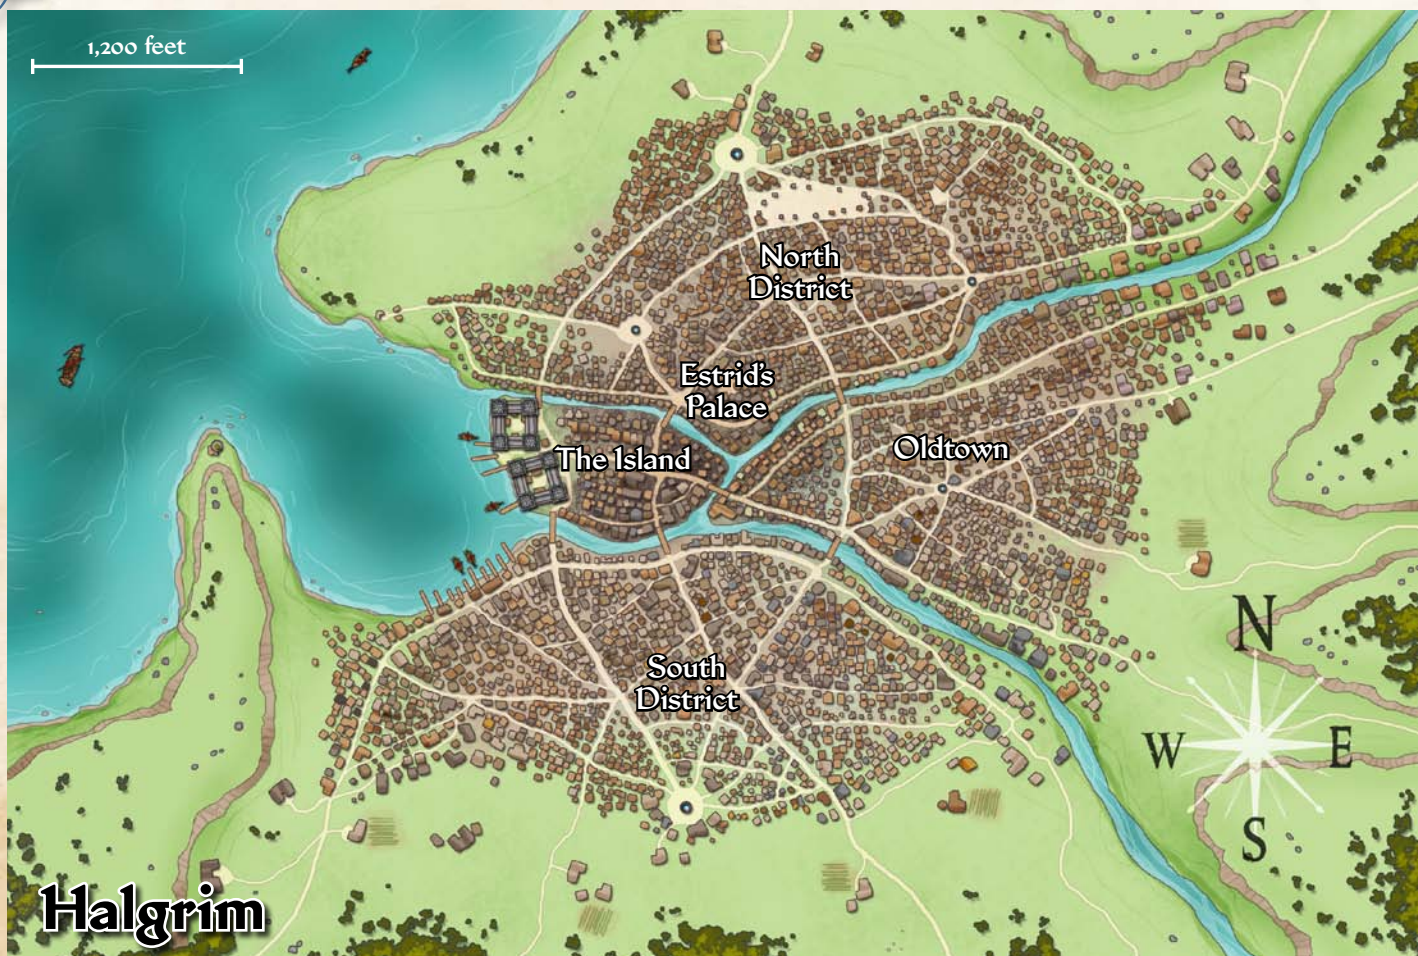 1,200 feet
North
District
Estrid's
Palace
The Island
Oldtown
South
District
N
W
E
S
Halgrim